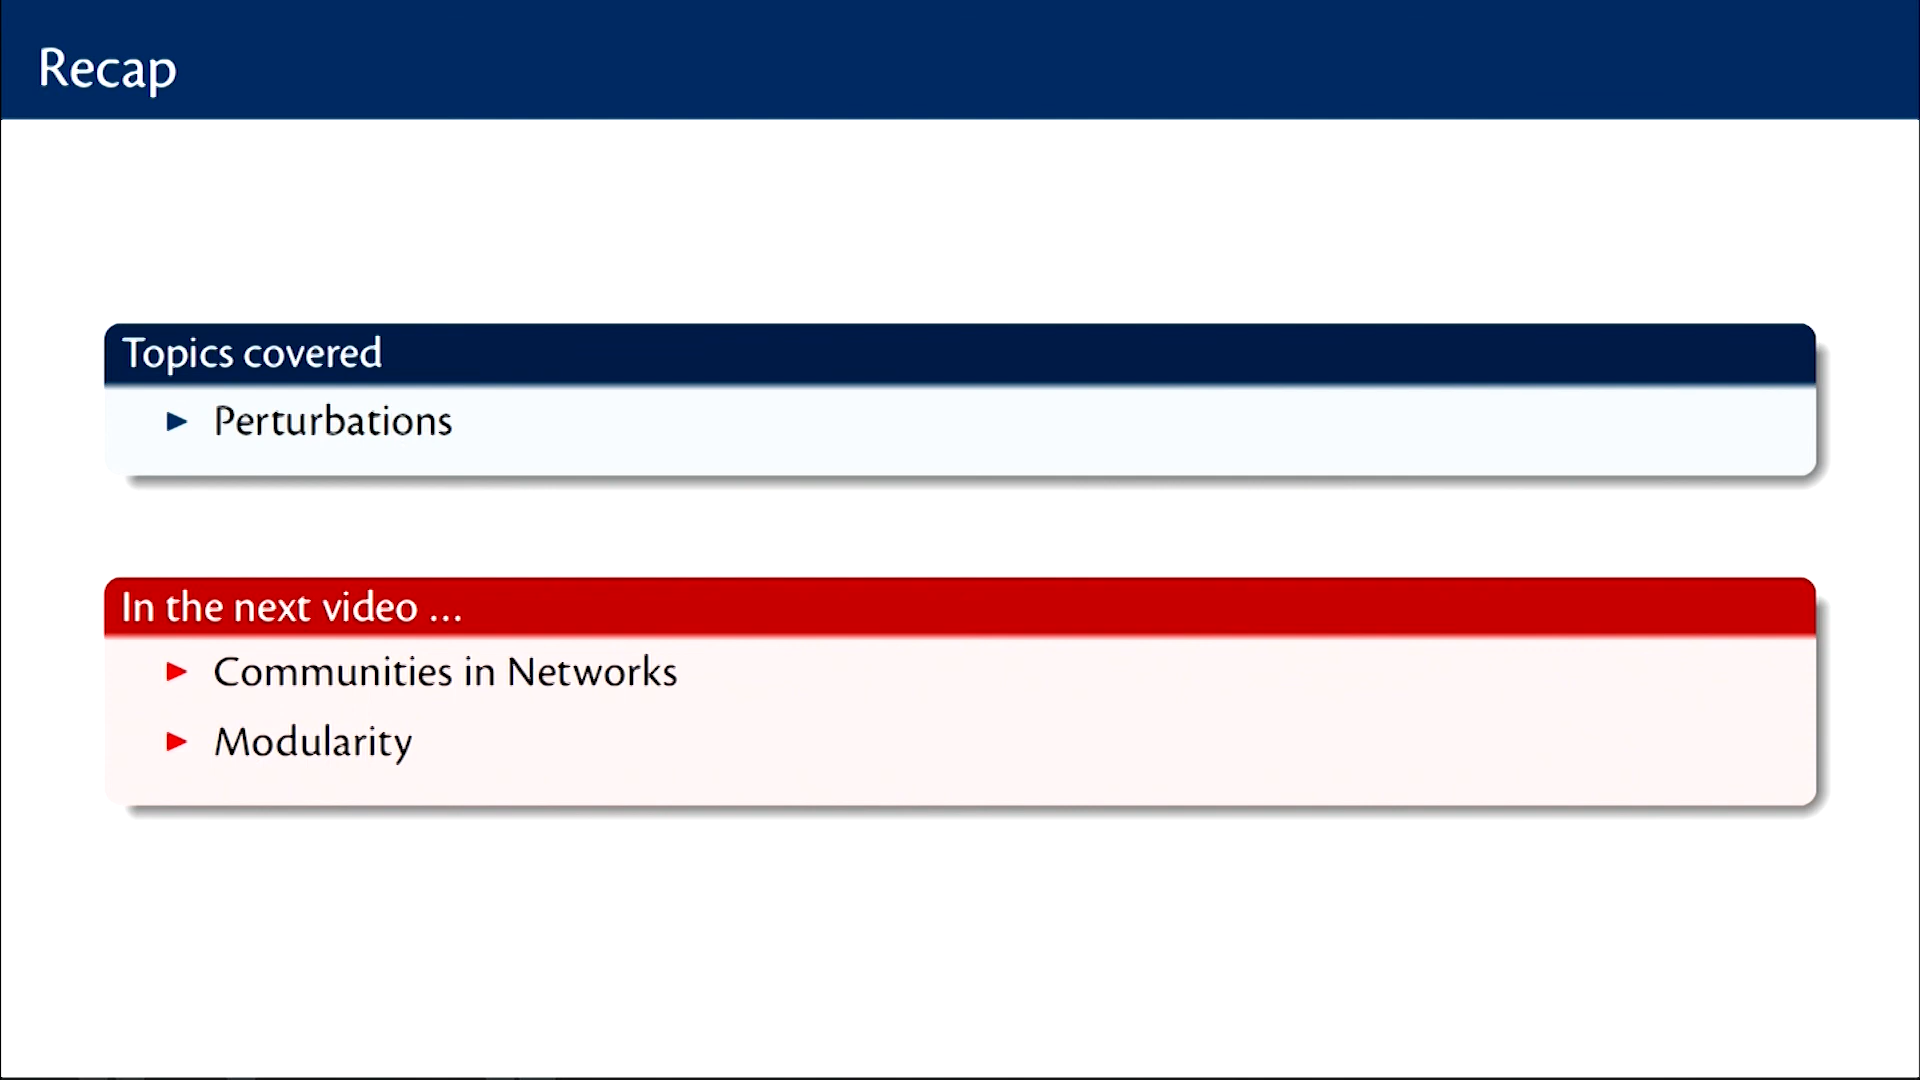 Recap
Topics covered
▶ Perturbations
In the next video ...
▶ Communities in Networks
▶ Modularity